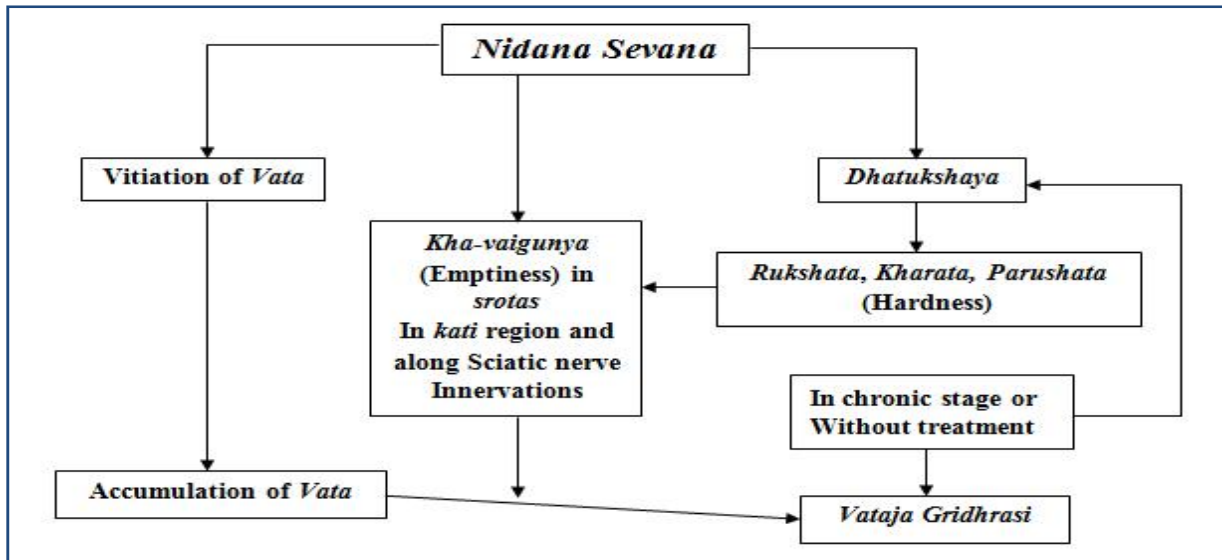 Nidana Sevana
Vitiation of Vata
Dhatukshaya
Kha-vaigunya
(Emptiness) in
srotas
In kati region and
along Sciatic nerve
Innervations
Rukshata, Kharata, Parushata
(Hardness)
In chronic stage or
Without treatment
Accumulation of Vata
Vataja Gridhrasi